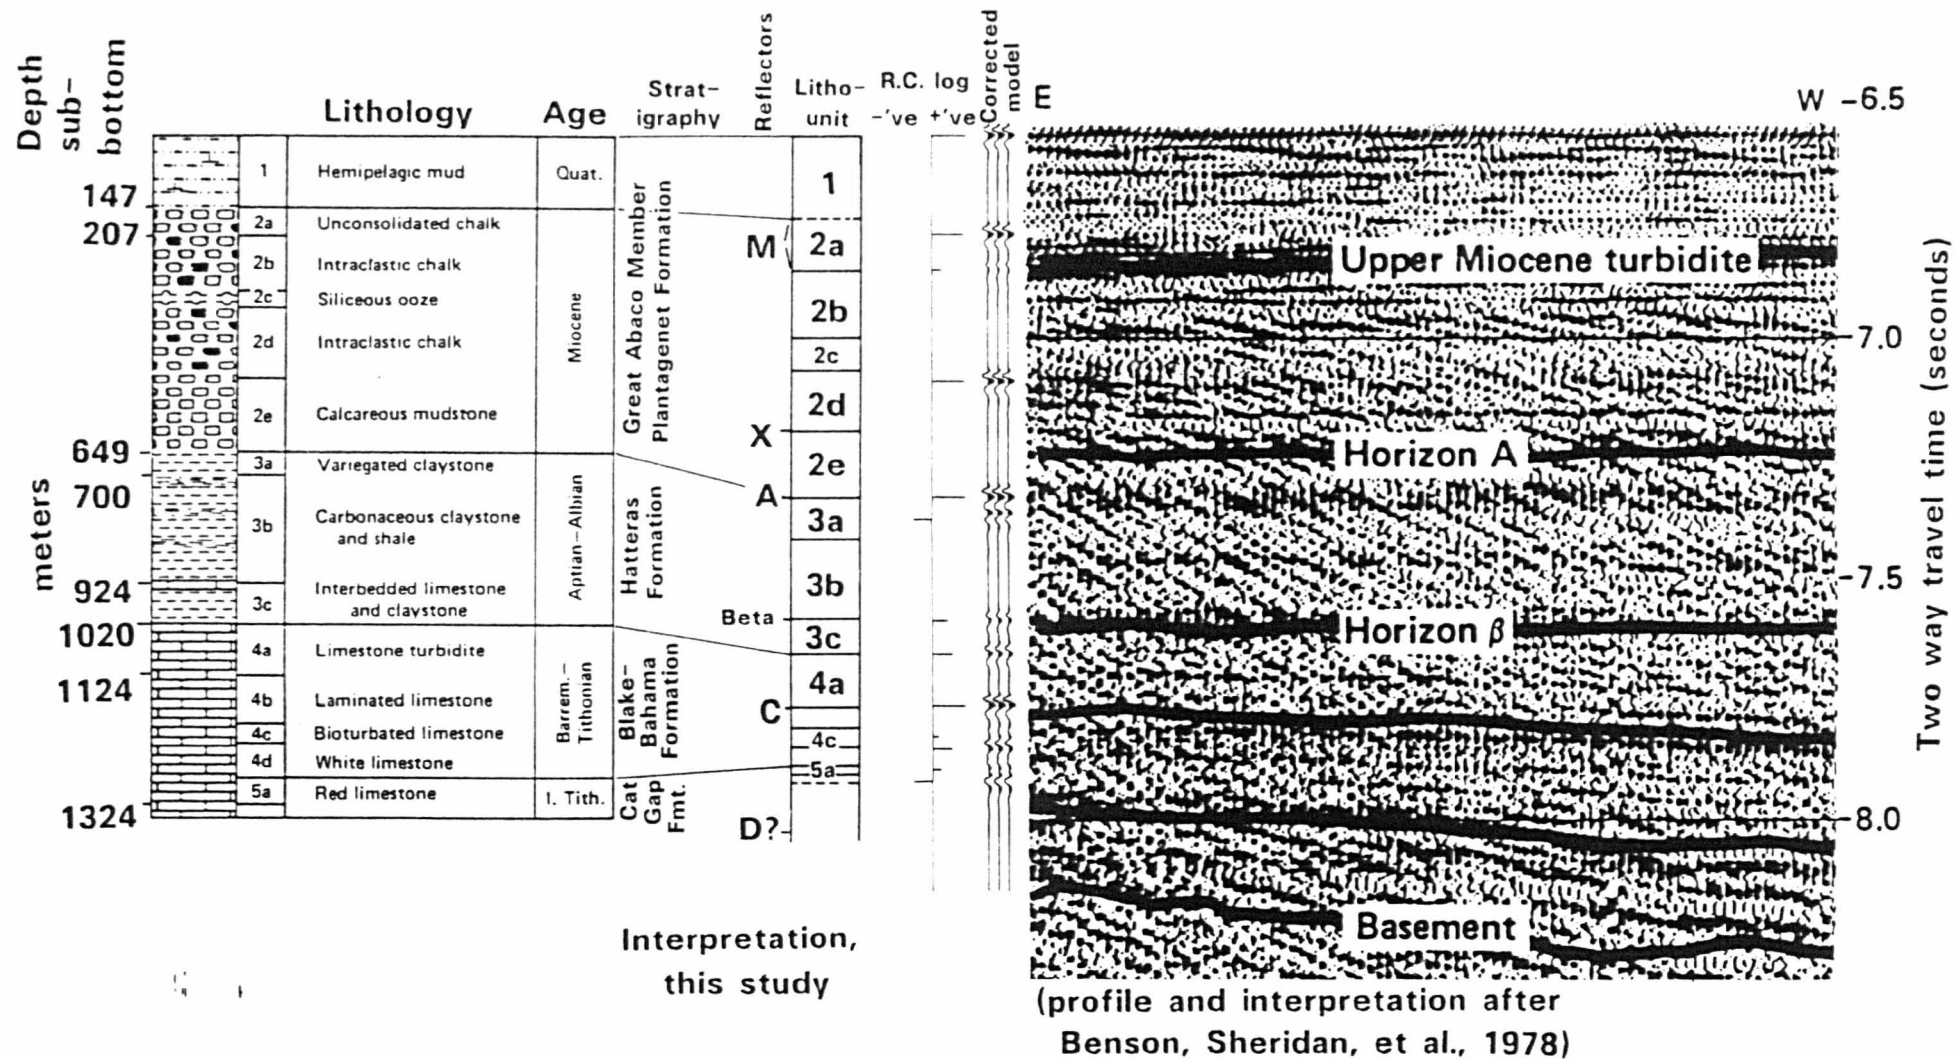 Depth
sub-
bottom
meters
Lithology
Age
Strat-
igraphy
Reflectors
Litho-
unit
R.C. log
-'ve +'ve
Corrected
model
E
W
147
207
649
700
924
1020
1124
1324
1
Hemipelagic mud
2a
Unconsolidated chalk
2b
Intraclastic chalk
2c
Siliceous ooze
2d
Intraclastic chalk
2e
Calcareous mudstone
3a
Variegated claystone
3b
Carbonaceous claystone
and shale
3c
Interbedded limestone
and claystone
4a
Limestone turbidite
4b
Laminated limestone
4c
Bioturbated limestone
4d
White limestone
5a
Red limestone
Quat.
Miocene
Aptian-Albian
Barrem.-
Tithonian
l. Tith.
Great Abaco Member
Plantagenet Formation
Hatteras
Formation
Blake-
Bahama
Formation
Cat
Gap
Fmt.
M
X
A
Beta
C
D?
1
2a
2b
2c
2d
2e
3a
3b
3c
4a
4c
5a
Upper Miocene turbidite
Horizon A
Horizon β
Basement
-6.5
-7.0
-7.5
-8.0
Two way travel time (seconds)
Interpretation,
this study
(profile and interpretation after
Benson, Sheridan, et al., 1978)